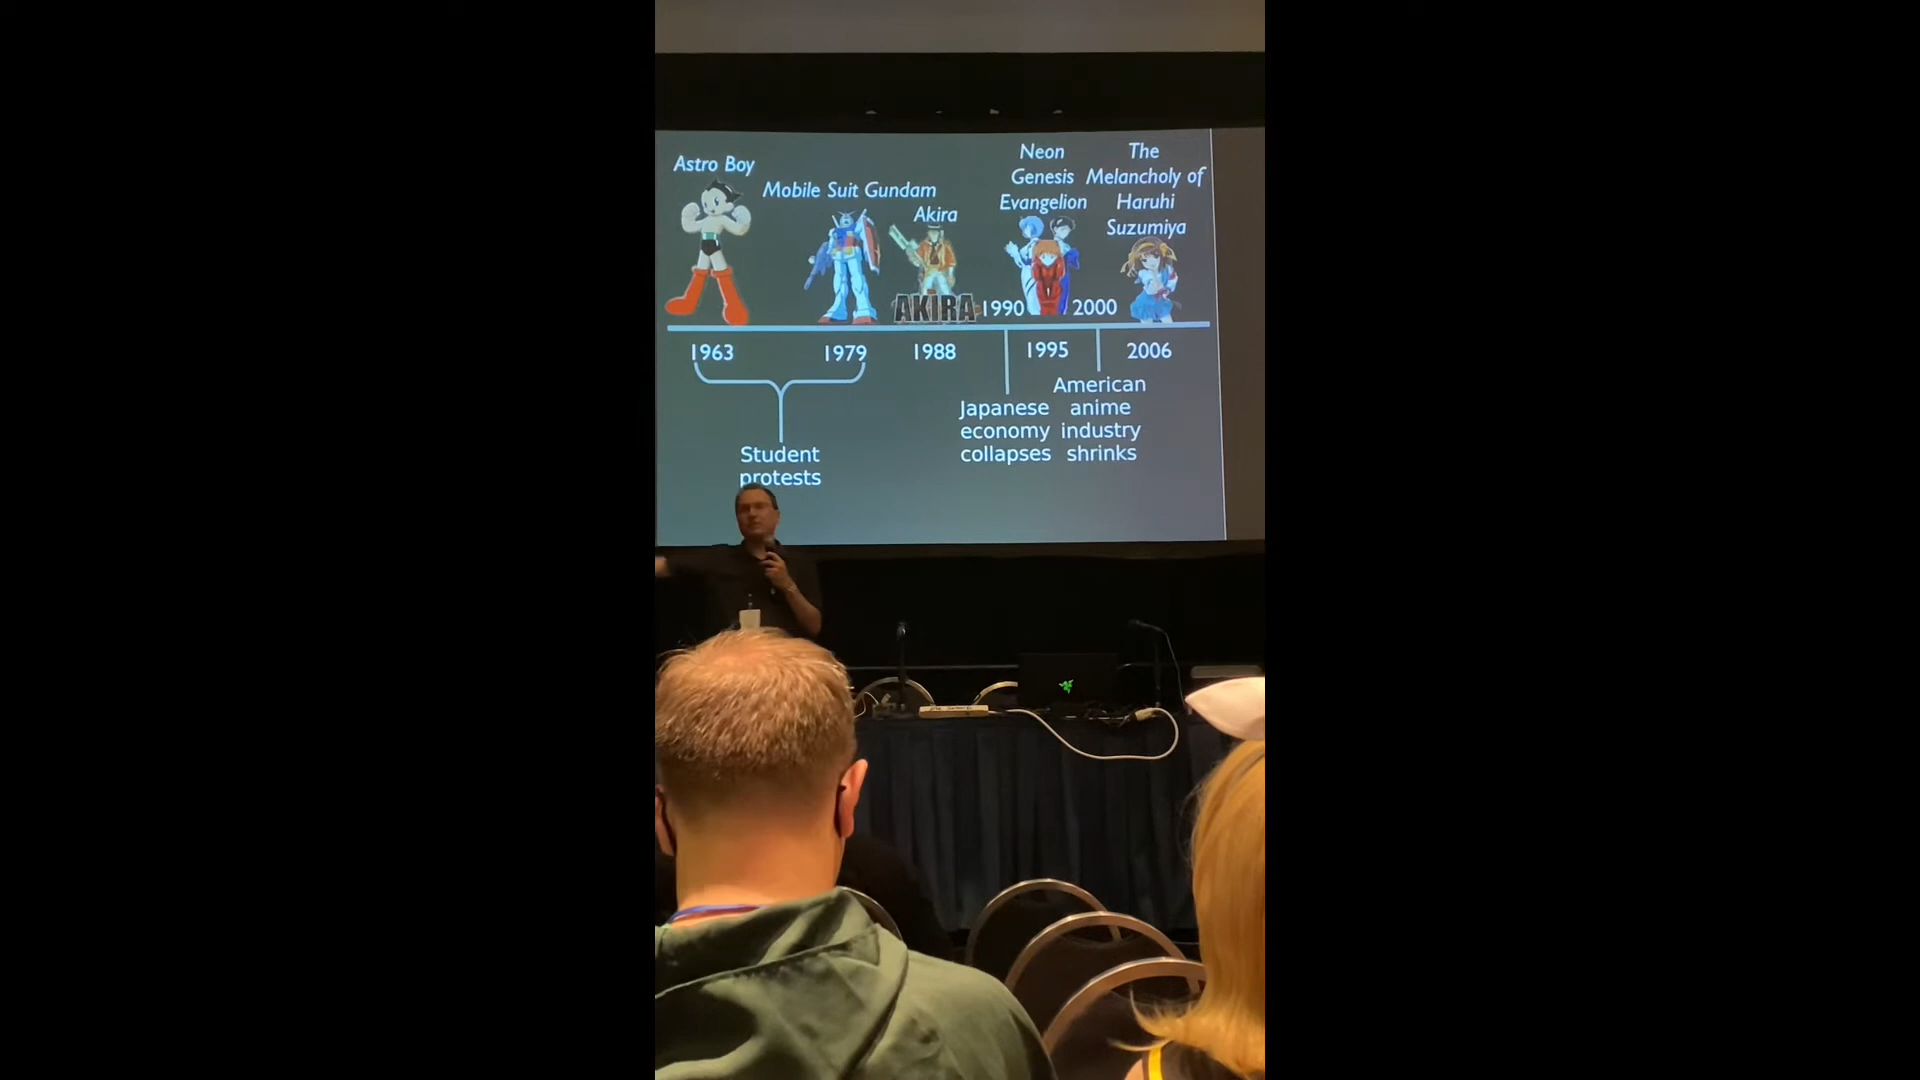 Astro Boy
Mobile Suit Gundam
Akira
Neon
Genesis
Evangelion
The
Melancholy of
Haruhi
Suzumiya
AKIRA
1990
2000
1963
1979
1988
1995
2006
Student
protests
Japanese
economy
collapses
American
anime
industry
shrinks